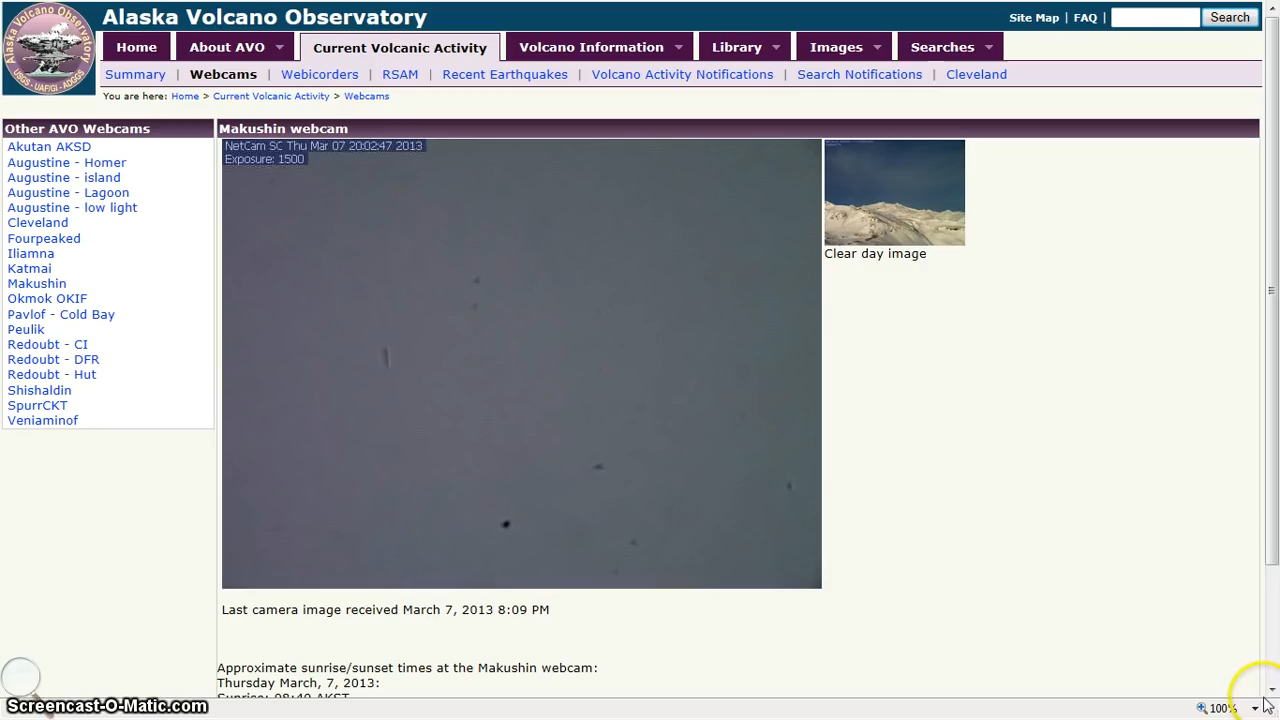 Alaska Volcano Observatory
Site Map | FAQ | Search
Home About AVO Current Volcanic Activity Volcano Information Library Images Searches
Summary | Webcams | Webicorders | RSAM | Recent Earthquakes | Volcano Activity Notifications | Search Notifications | Cleveland
You are here: Home > Current Volcanic Activity > Webcams
Other AVO Webcams
Akutan AKSD
Augustine - Homer
Augustine - island
Augustine - Lagoon
Augustine - low light
Cleveland
Fourpeaked
Iliamna
Katmai
Makushin
Okmok OKIF
Pavlof - Cold Bay
Peulik
Redoubt - CI
Redoubt - DFR
Redoubt - Hut
Shishaldin
SpurrCKT
Veniaminof
Makushin webcam
NetCam SC Thu Mar 07 20:02:47 2013
Exposure: 1500
Clear day image
Last camera image received March 7, 2013 8:09 PM
Approximate sunrise/sunset times at the Makushin webcam:
Thursday March, 7, 2013:
Sunrise: 08:40 AKST
Screencast-O-Matic.com
100%